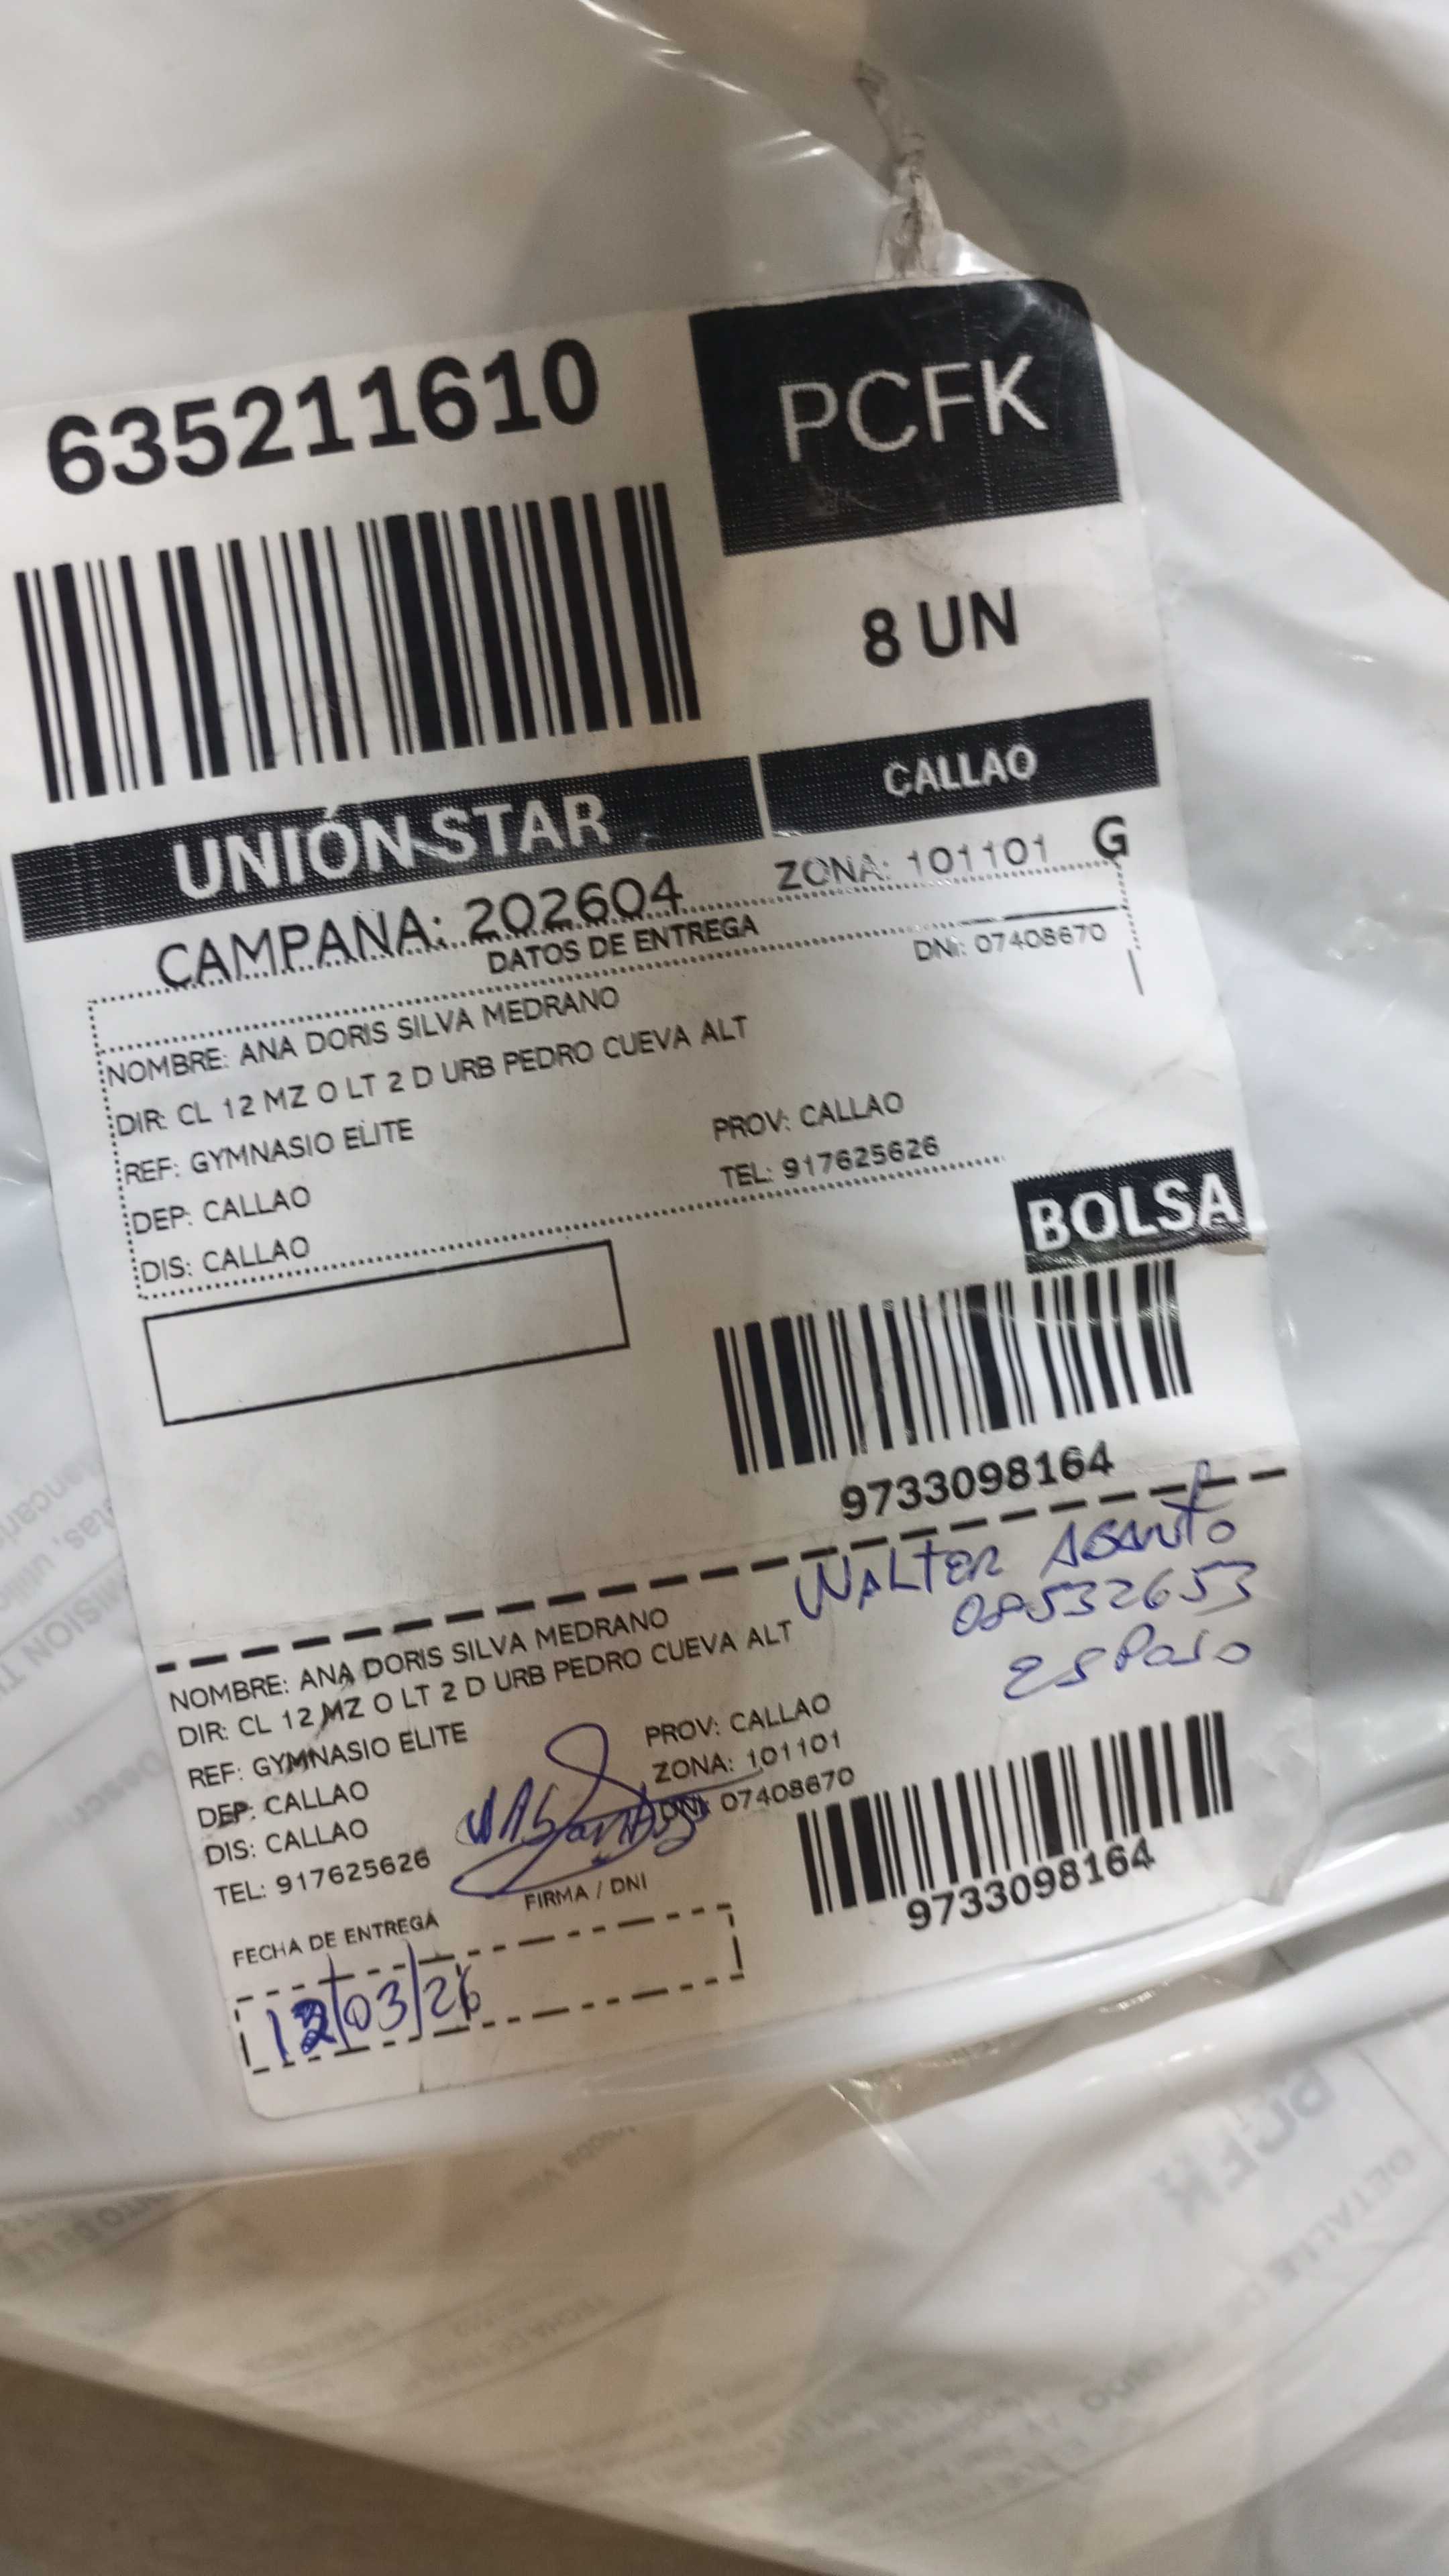 635211610
PCFK
8 UN
UNIÓN STAR
CALLAO
CAMPAÑA: 202604
ZONA: 101101 G
DATOS DE ENTREGA
NOMBRE: ANA DORIS SILVA MEDRANO
DNI: 07408670
DIR: CL 12 MZ O LT 2 D URB PEDRO CUEVA ALT
REF: GYMNASIO ELITE
DEP: CALLAO
PROV: CALLAO
DIS: CALLAO
TEL: 917625626
BOLSA
9733098164
WALTER ABANTO
08532653
ESPOSO
NOMBRE: ANA DORIS SILVA MEDRANO
DIR: CL 12 MZ O LT 2 D URB PEDRO CUEVA ALT
REF: GYMNASIO ELITE
PROV: CALLAO
DEP: CALLAO
ZONA: 101101
DIS: CALLAO
DNI: 07408670
TEL: 917625626
FIRMA / DNI
9733098164
FECHA DE ENTREGA
12/03/26
PCFK